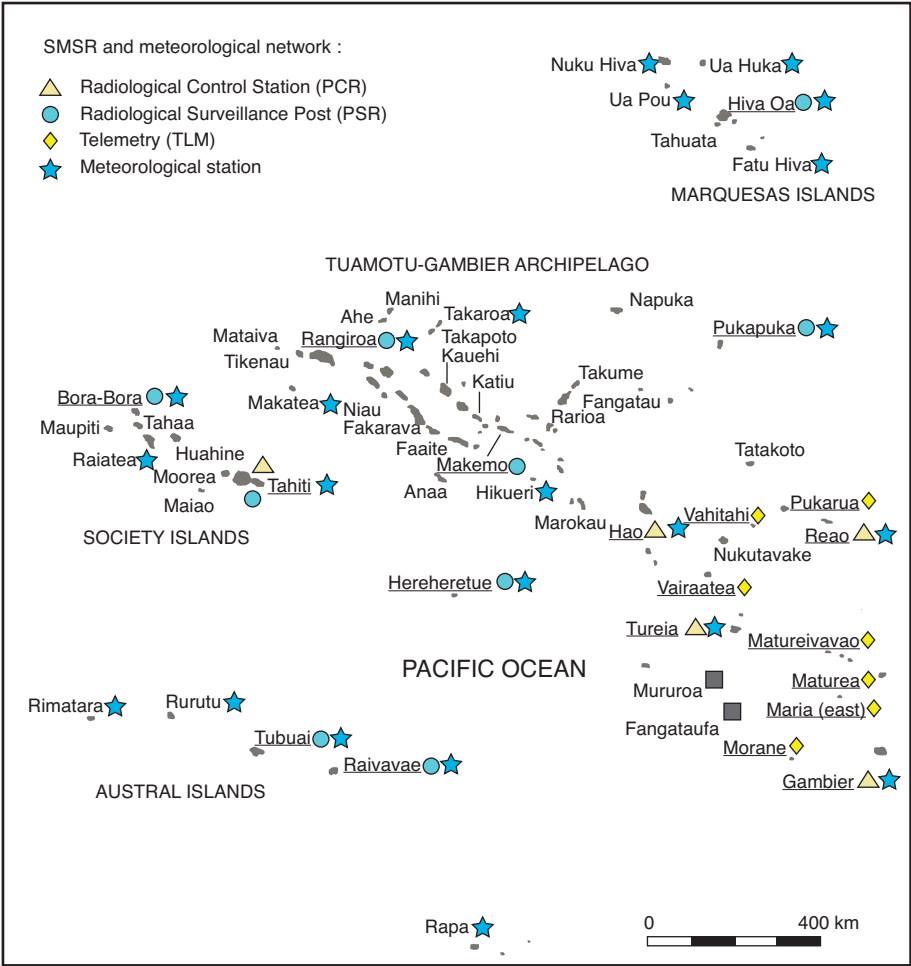 SMSR and meteorological network :
Radiological Control Station (PCR)
Radiological Surveillance Post (PSR)
Telemetry (TLM)
Meteorological station
Nuku Hiva
Ua Huka
Ua Pou
Hiva Oa
Tahuata
Fatu Hiva
MARQUESAS ISLANDS
TUAMOTU-GAMBIER ARCHIPELAGO
Manihi
Ahe
Takaroa
Napuka
Mataiva
Rangiroa
Takapoto
Pukapuka
Tikenau
Kauehi
Katiu
Takume
Bora-Bora
Makatea
Niau
Fangatau
Maupiti
Tahaa
Fakarava
Rarioa
Raiatea
Huahine
Faaite
Makemo
Tatakoto
Moorea
Tahiti
Anaa
Hikueri
Maiao
Marokau
Vahitahi
Pukarua
SOCIETY ISLANDS
Hao
Reao
Nukutavake
Hereheretue
Vairaatea
Tureia
Matureivavao
PACIFIC OCEAN
Mururoa
Maturea
Rimatara
Rurutu
Maria (east)
Fangataufa
Tubuai
Morane
Raivavae
Gambier
AUSTRAL ISLANDS
Rapa
0
400 km